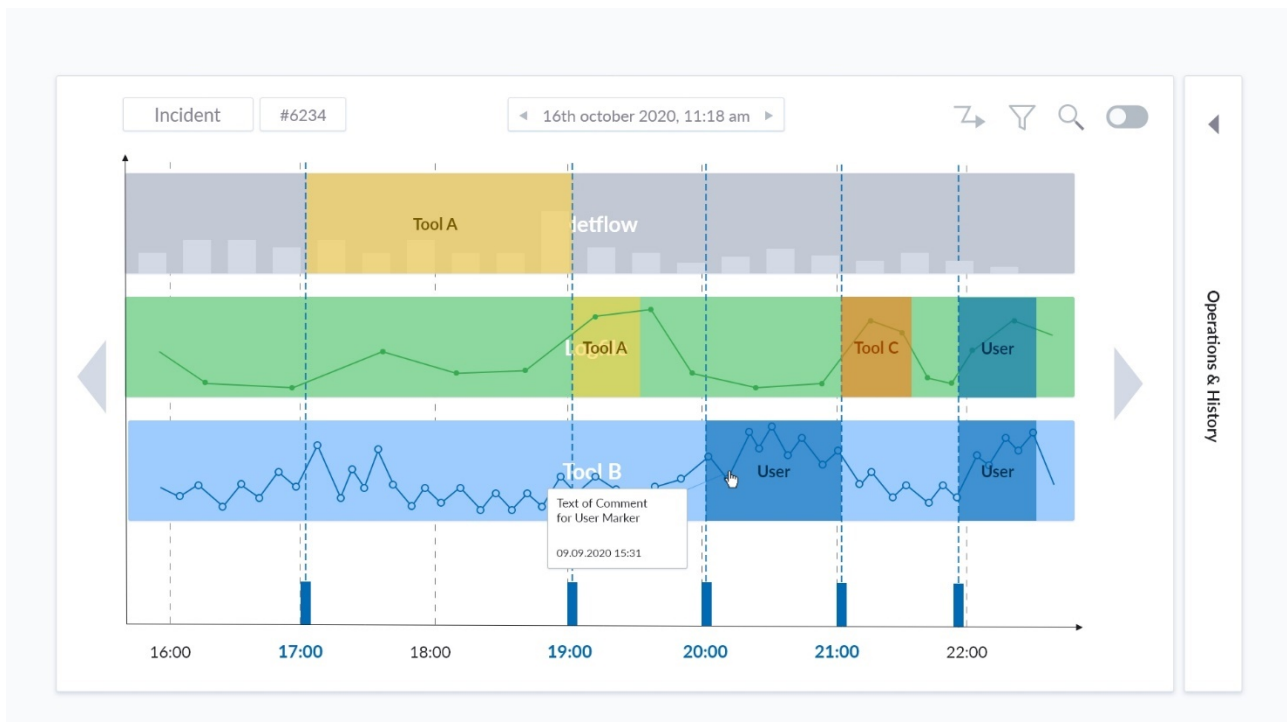 Incident
#6234
16th october 2020, 11:18 am
Tool A
etflow
Tool A
Tool C
User
Tool B
User
User
Text of Comment
for User Marker
09.09.2020 15:31
16:00
17:00
18:00
19:00
20:00
21:00
22:00
Operations & History